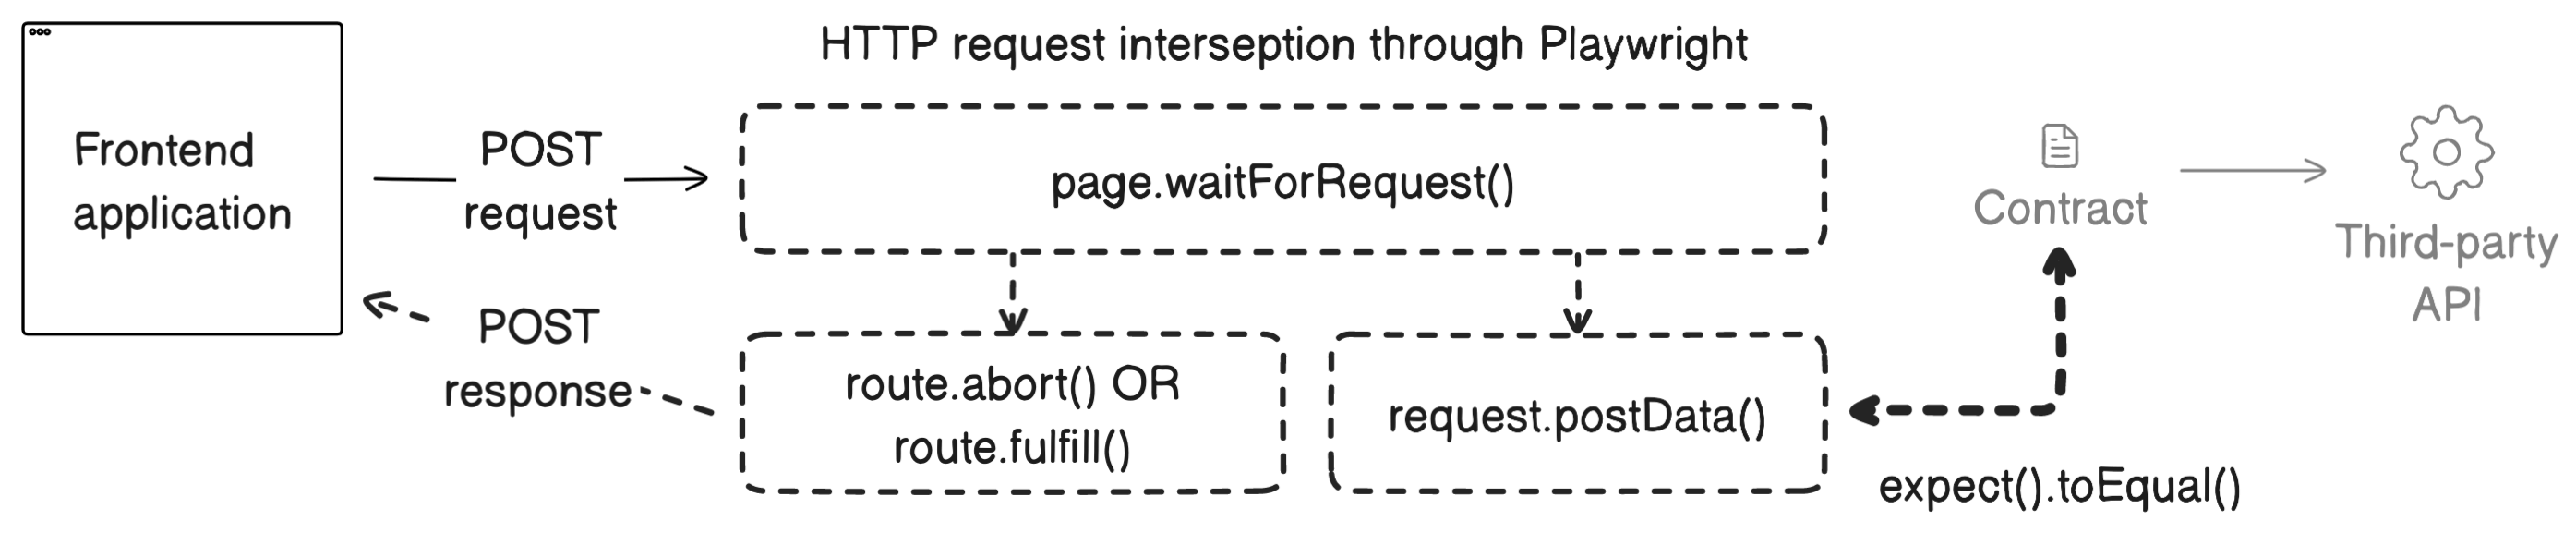 HTTP request interseption through Playwright
Frontend
application
POST
request
page.waitForRequest()
Contract
Third-party
API
POST
response
route.abort() OR
route.fulfill()
request.postData()
expect().toEqual()